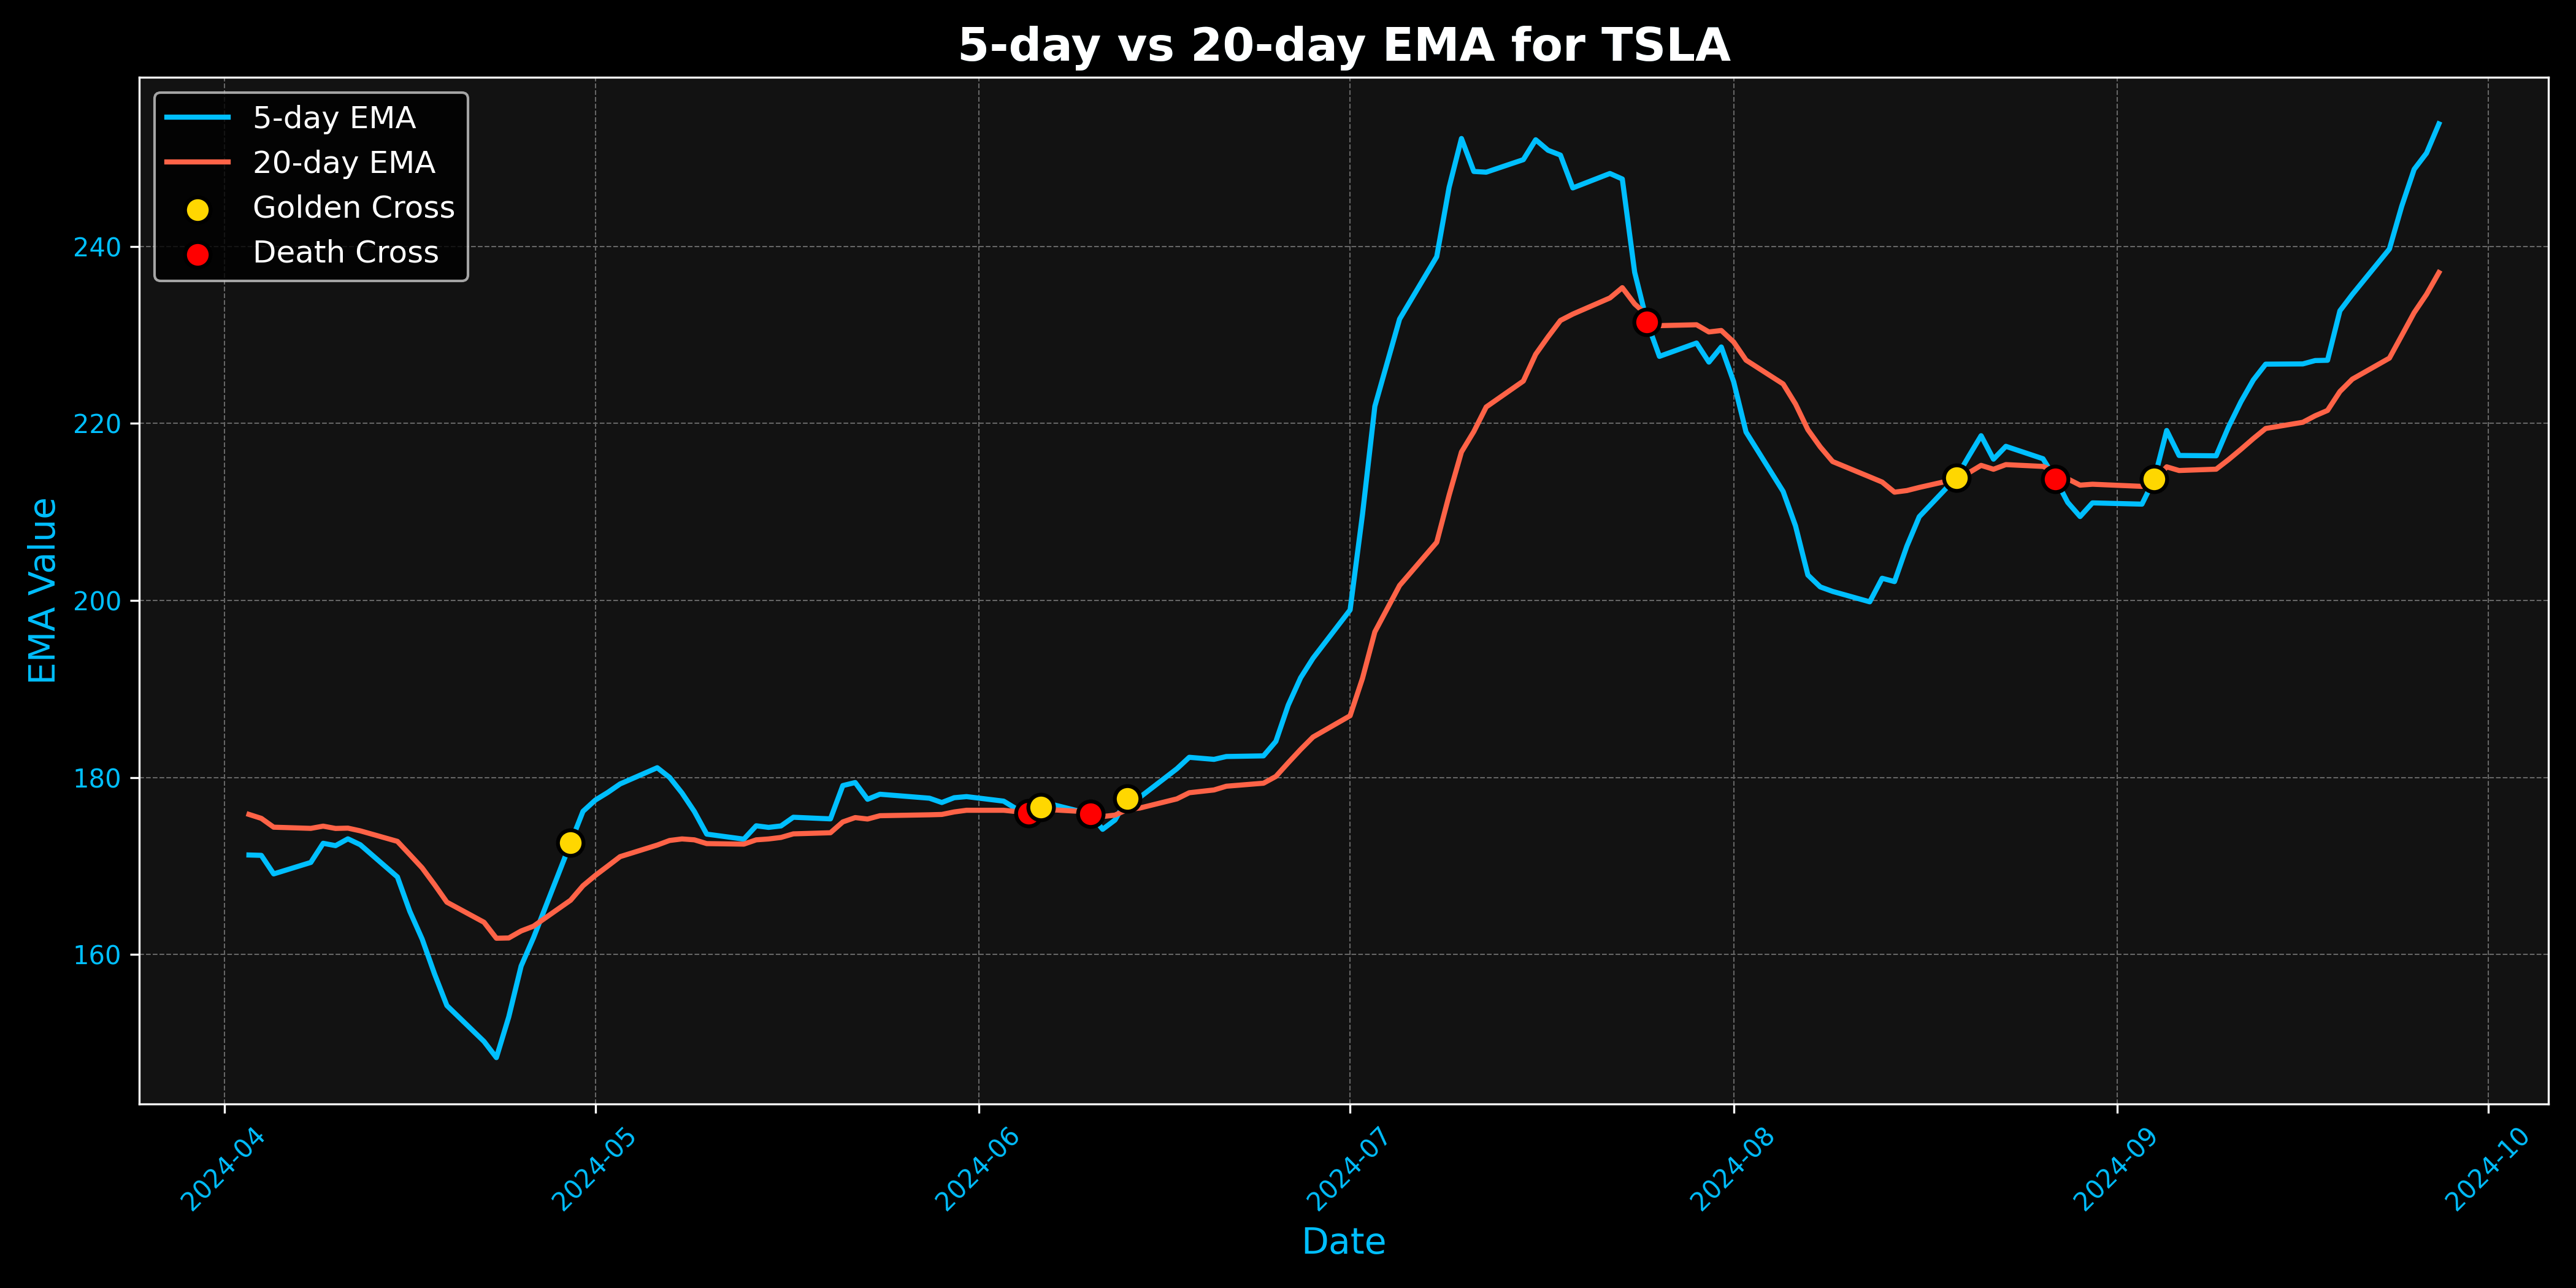 5-day vs 20-day EMA for TSLA
5-day EMA
20-day EMA
Golden Cross
Death Cross
EMA Value
240
220
200
180
160
2024-04
2024-05
2024-06
2024-07
2024-08
2024-09
2024-10
Date